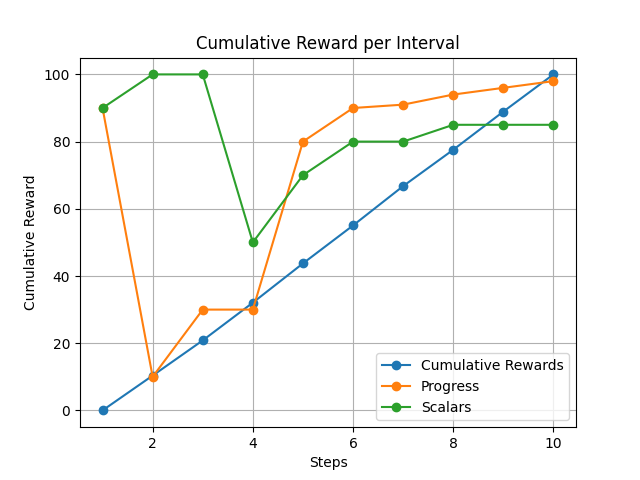 Cumulative Reward per Interval
Cumulative Reward
100
80
60
40
20
0
2 4 6 8 10
Steps
Cumulative Rewards
Progress
Scalars